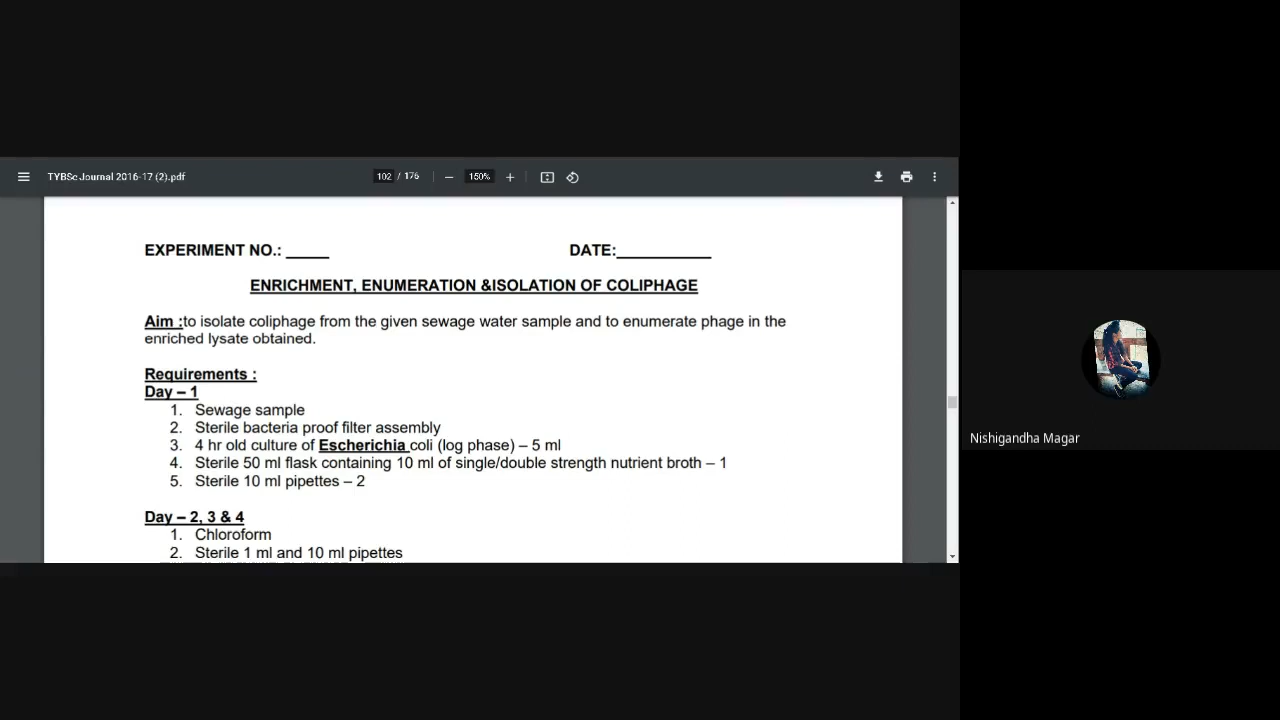 TYBSc Journal 2016-17 (2).pdf
102 / 176
150%
EXPERIMENT NO.: _____ DATE:___________
ENRICHMENT, ENUMERATION &ISOLATION OF COLIPHAGE
Aim :to isolate coliphage from the given sewage water sample and to enumerate phage in the
enriched lysate obtained.
Requirements :
Day – 1
1. Sewage sample
2. Sterile bacteria proof filter assembly
3. 4 hr old culture of Escherichia coli (log phase) – 5 ml
4. Sterile 50 ml flask containing 10 ml of single/double strength nutrient broth – 1
5. Sterile 10 ml pipettes – 2
Day – 2, 3 & 4
1. Chloroform
2. Sterile 1 ml and 10 ml pipettes
Nishigandha Magar